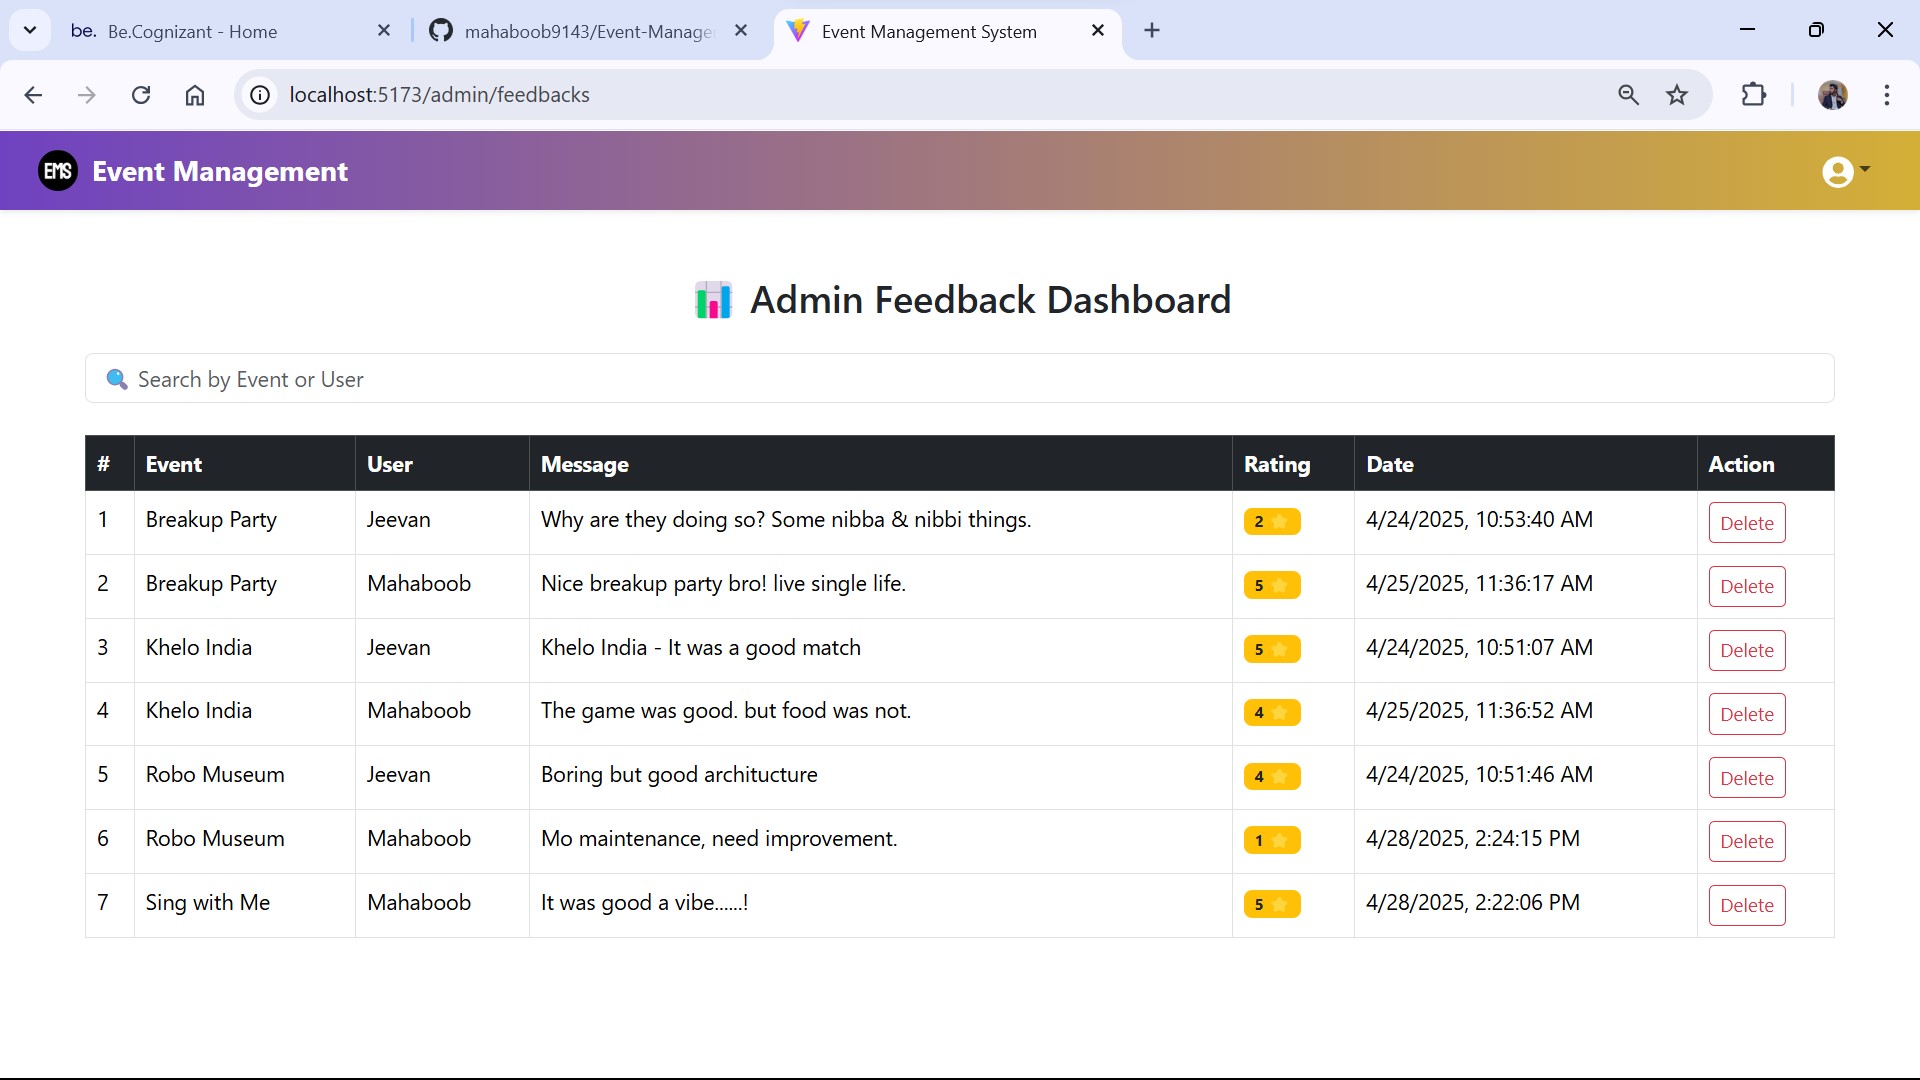 be. Be.Cognizant - Home
mahaboob9143/Event-Manage
Event Management System
localhost:5173/admin/feedbacks
EMS Event Management
Admin Feedback Dashboard
Search by Event or User
# Event User Message Rating Date Action
1 Breakup Party Jeevan Why are they doing so? Some nibba & nibbi things. 2 4/24/2025, 10:53:40 AM Delete
2 Breakup Party Mahaboob Nice breakup party bro! live single life. 5 4/25/2025, 11:36:17 AM Delete
3 Khelo India Jeevan Khelo India - It was a good match 5 4/24/2025, 10:51:07 AM Delete
4 Khelo India Mahaboob The game was good. but food was not. 4 4/25/2025, 11:36:52 AM Delete
5 Robo Museum Jeevan Boring but good architucture 4 4/24/2025, 10:51:46 AM Delete
6 Robo Museum Mahaboob Mo maintenance, need improvement. 1 4/28/2025, 2:24:15 PM Delete
7 Sing with Me Mahaboob It was good a vibe......! 5 4/28/2025, 2:22:06 PM Delete